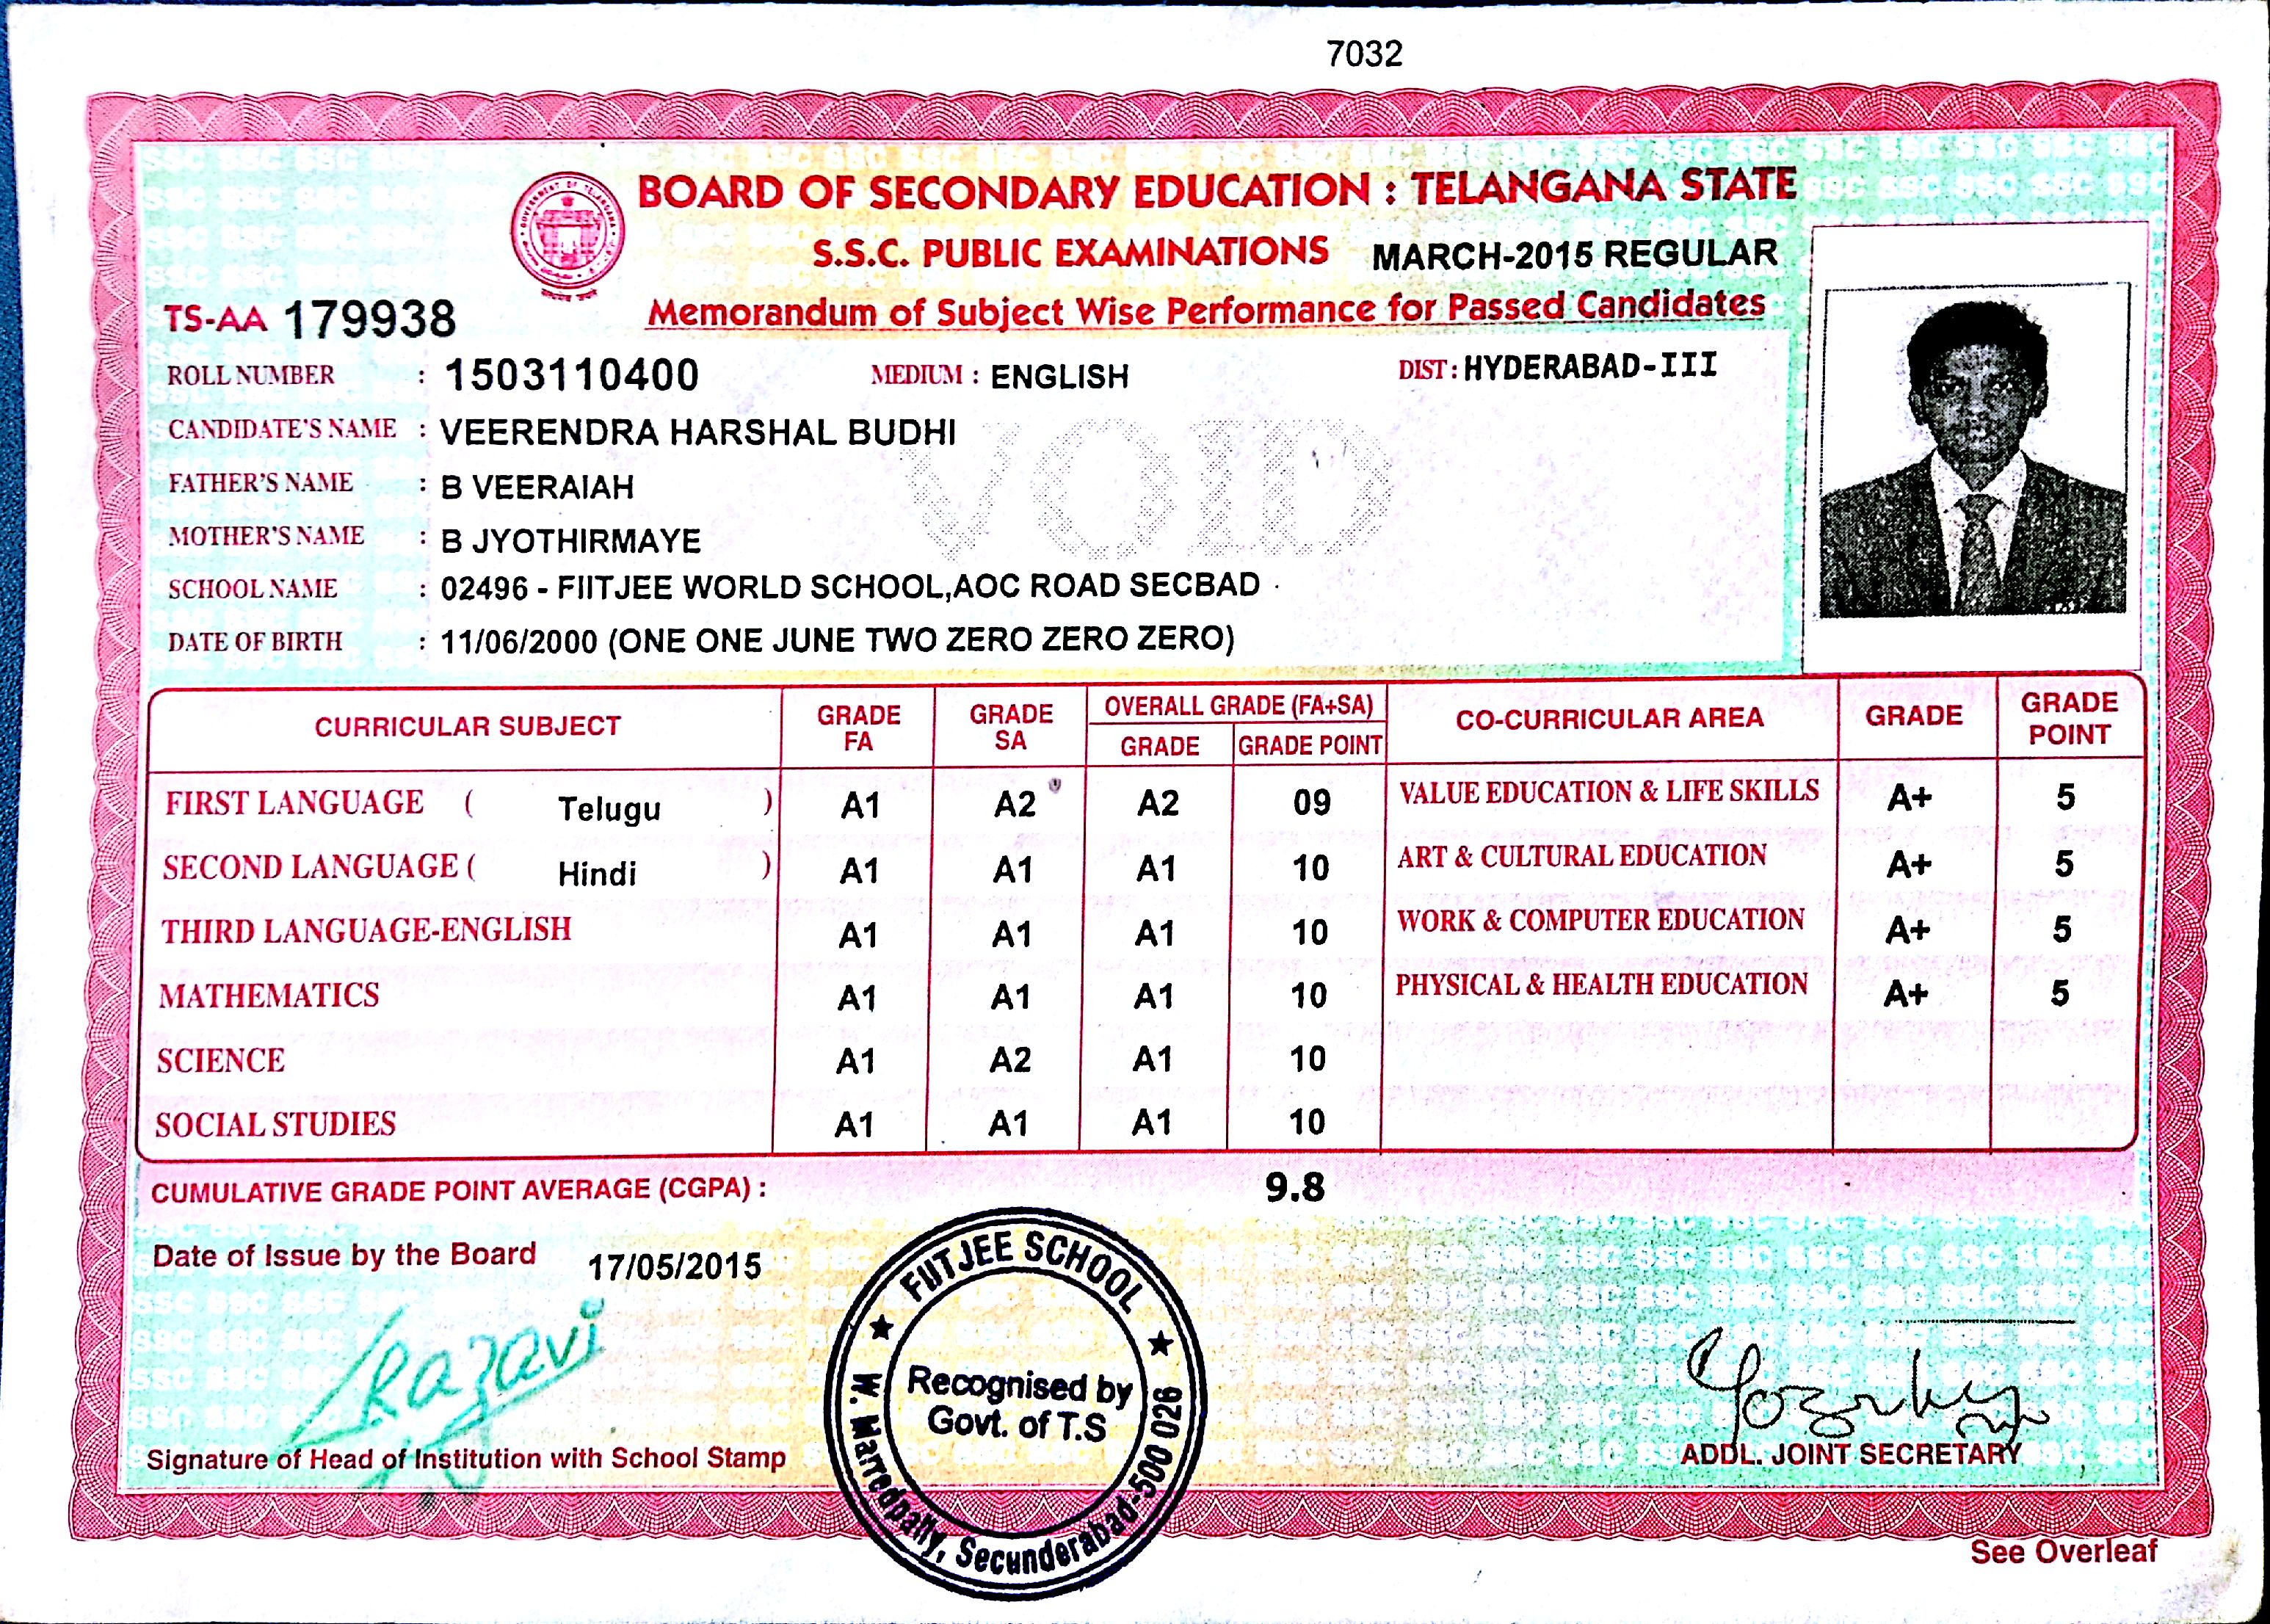 7032
BOARD OF SECONDARY EDUCATION : TELANGANA STATE
S.S.C. PUBLIC EXAMINATIONS MARCH-2015 REGULAR
Memorandum of Subject Wise Performance for Passed Candidates
TS-AA 179938
ROLL NUMBER : 1503110400 MEDIUM : ENGLISH DIST : HYDERABAD-III
CANDIDATE'S NAME : VEERENDRA HARSHAL BUDHI
VOID
FATHER'S NAME : B VEERAIAH
MOTHER'S NAME : B JYOTHIRMAYE
SCHOOL NAME : 02496 - FIITJEE WORLD SCHOOL,AOC ROAD SECBAD
DATE OF BIRTH : 11/06/2000 (ONE ONE JUNE TWO ZERO ZERO ZERO)
CURRICULAR SUBJECT GRADE FA GRADE SA OVERALL GRADE (FA+SA) GRADE GRADE POINT CO-CURRICULAR AREA GRADE GRADE POINT
FIRST LANGUAGE ( Telugu ) A1 A2 A2 09 VALUE EDUCATION & LIFE SKILLS A+ 5
SECOND LANGUAGE ( Hindi ) A1 A1 A1 10 ART & CULTURAL EDUCATION A+ 5
THIRD LANGUAGE-ENGLISH A1 A1 A1 10 WORK & COMPUTER EDUCATION A+ 5
MATHEMATICS A1 A1 A1 10 PHYSICAL & HEALTH EDUCATION A+ 5
SCIENCE A1 A2 A1 10
SOCIAL STUDIES A1 A1 A1 10
CUMULATIVE GRADE POINT AVERAGE (CGPA) : 9.8
Date of Issue by the Board 17/05/2015
FIITJEE SCHOOL
Recognised by
Govt. of T.S
W. Marredpally, Secunderabad-500 026
Signature of Head of Institution with School Stamp
ADDL. JOINT SECRETARY
See Overleaf